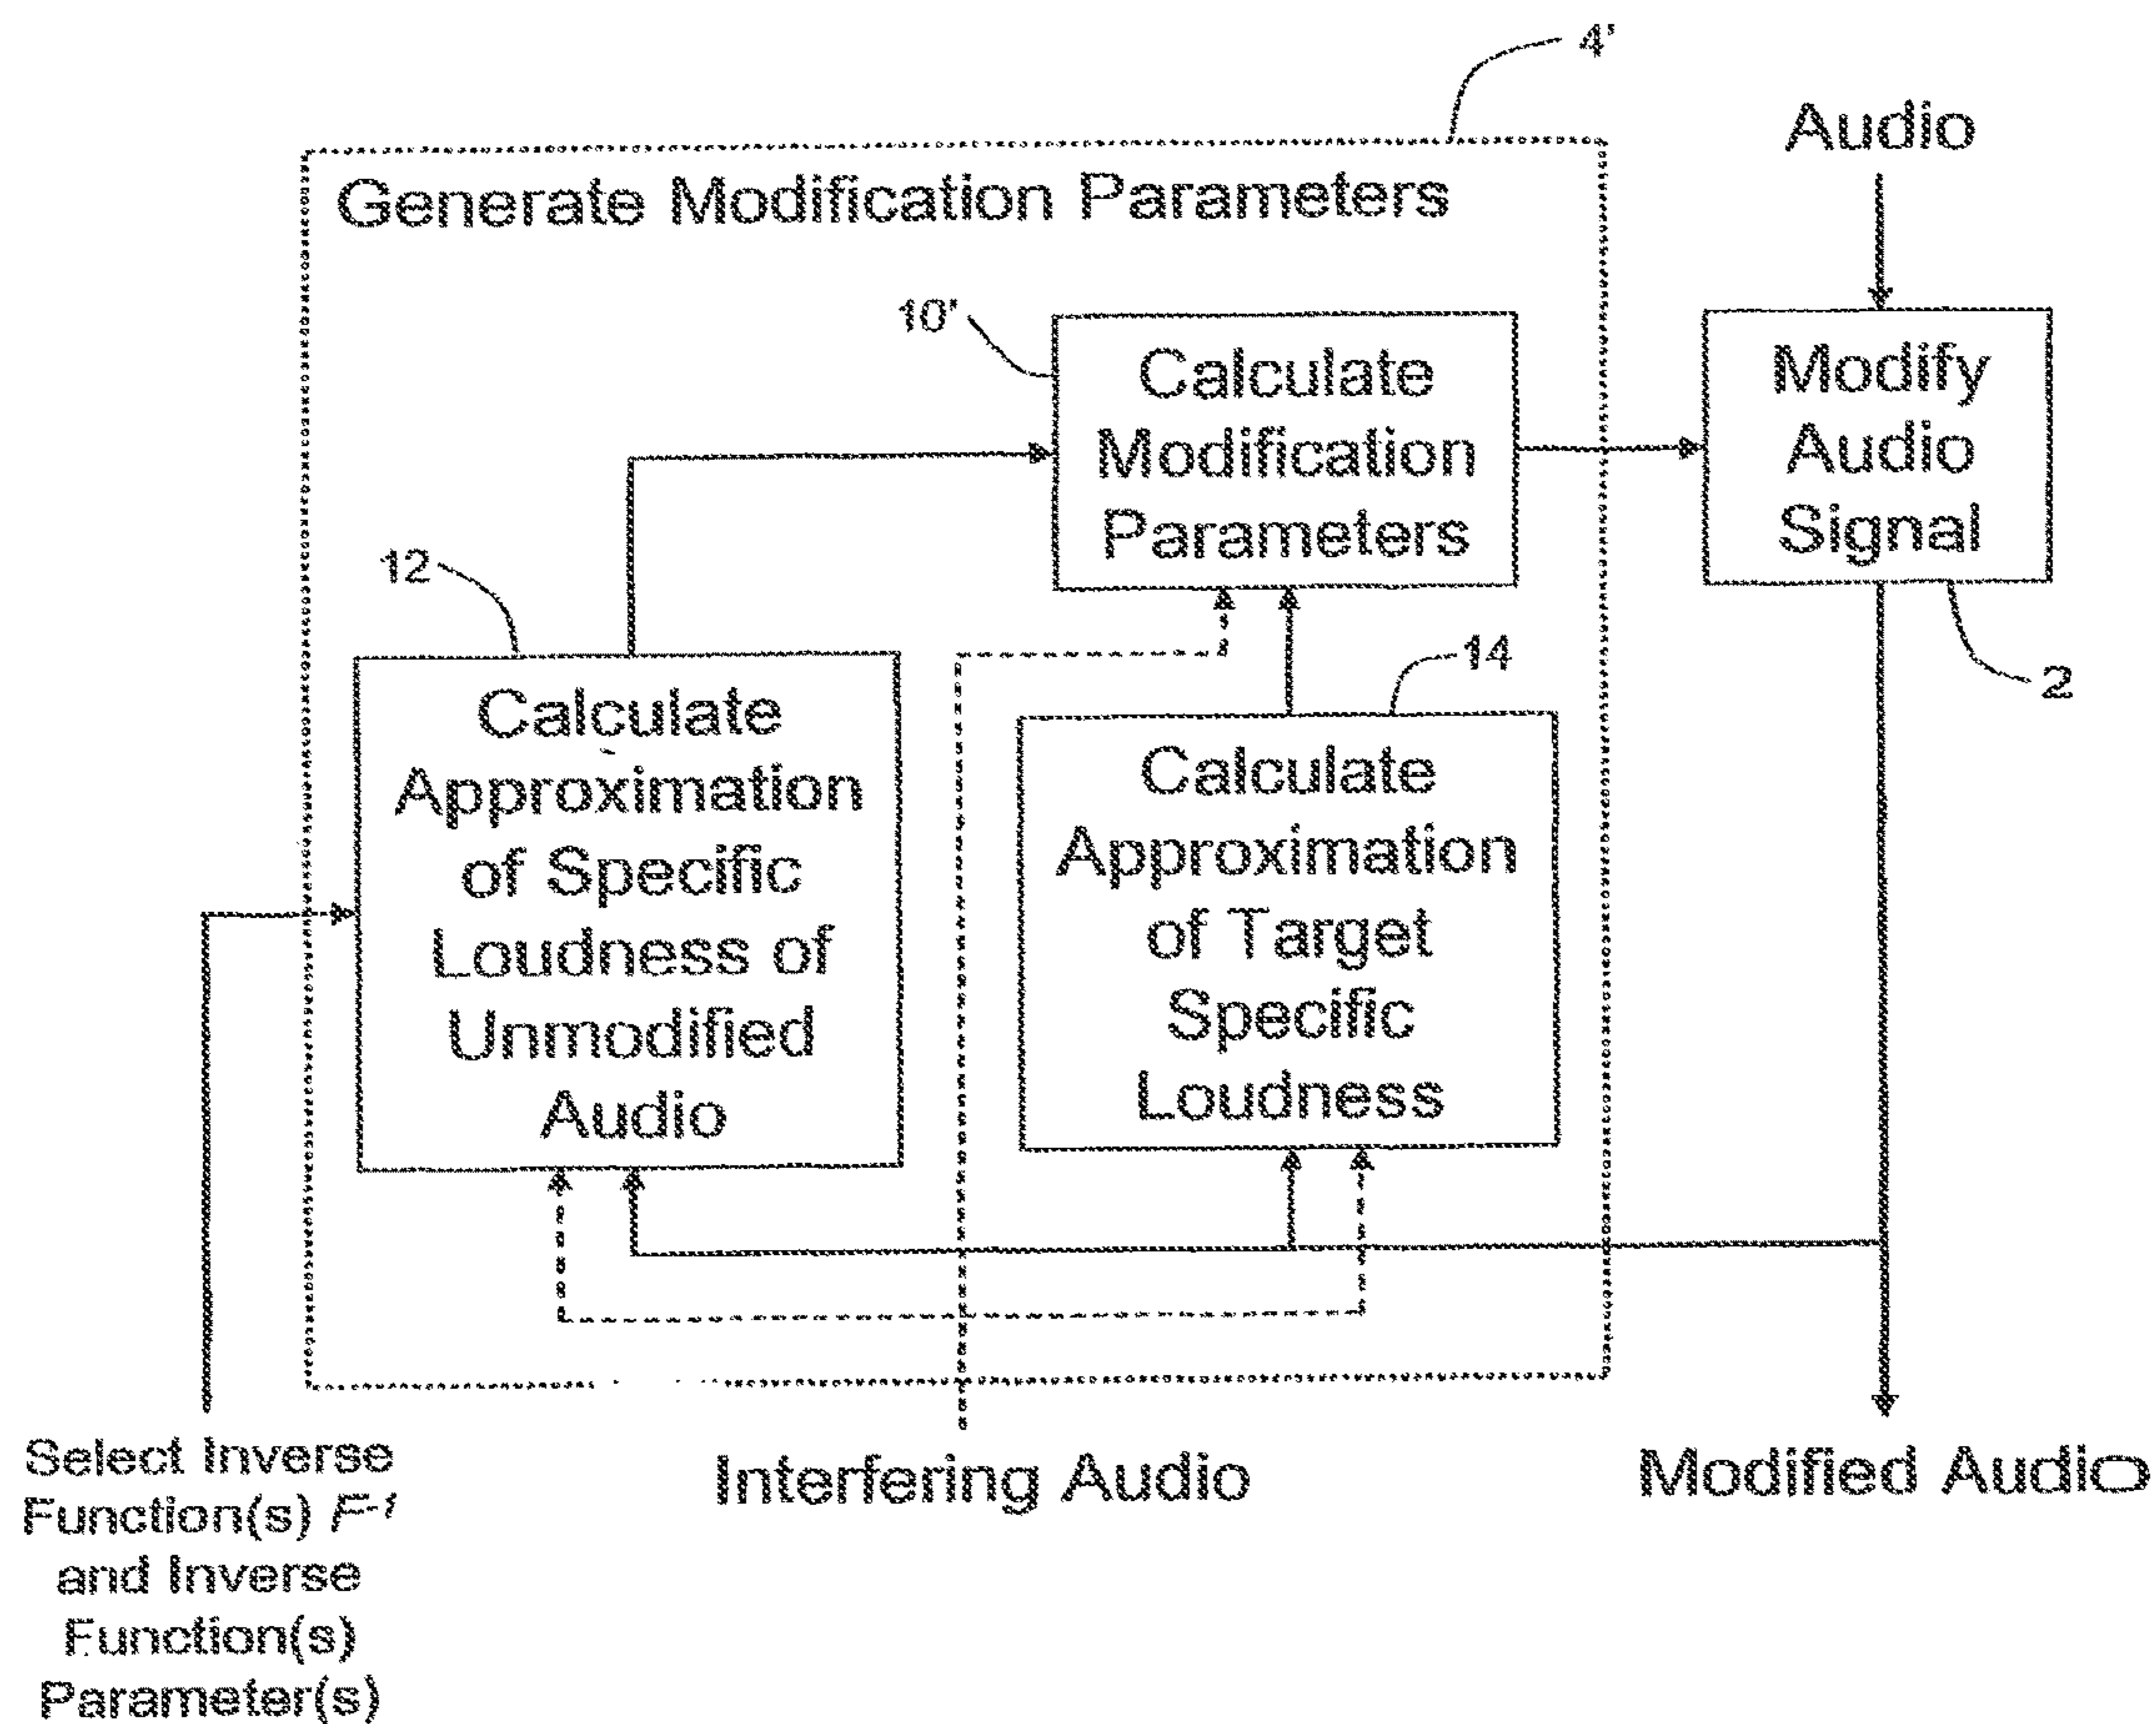 4'
Audio
Generate Modification Parameters
10'
Calculate
Modification
Parameters
Modify
Audio
Signal
12
14
2
Calculate
Approximation
of Specific
Loudness of
Unmodified
Audio
Calculate
Approximation
of Target
Specific
Loudness
Select Inverse
Function(s) F⁻¹
and Inverse
Function(s)
Parameter(s)
Interfering Audio
Modified Audio